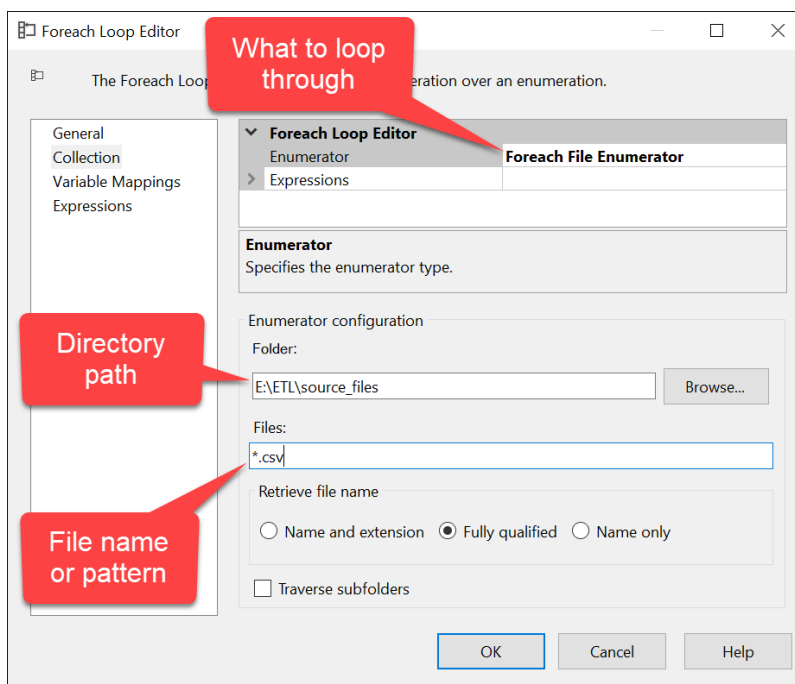 Foreach Loop Editor
What to loop
through
The Foreach Loop eration over an enumeration.
General
Collection
Variable Mappings
Expressions
Foreach Loop Editor
Enumerator Foreach File Enumerator
Expressions
Enumerator
Specifies the enumerator type.
Enumerator configuration
Directory
path
Folder:
E:\ETL\source_files Browse...
Files:
*.csv
Retrieve file name
Name and extension Fully qualified Name only
File name
or pattern
Traverse subfolders
OK Cancel Help